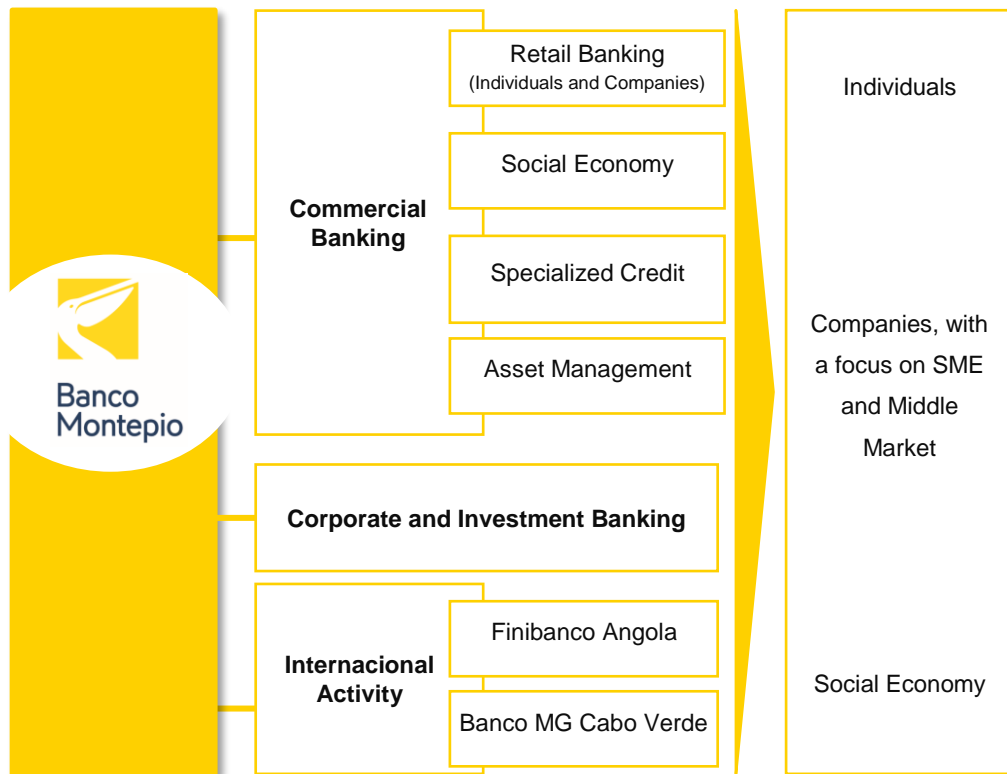 Banco
Montepio
Commercial
Banking
Retail Banking
(Individuals and Companies)
Social Economy
Specialized Credit
Asset Management
Corporate and Investment Banking
Internacional
Activity
Finibanco Angola
Banco MG Cabo Verde
Individuals
Companies, with
a focus on SME
and Middle
Market
Social Economy